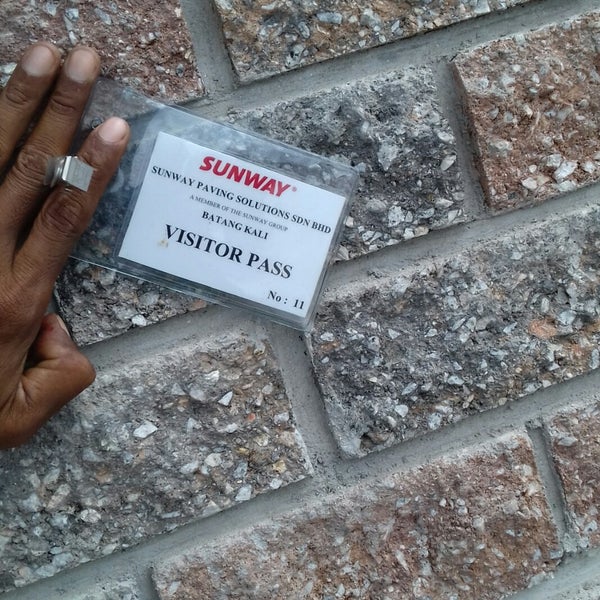 SUNWAY®
SUNWAY PAVING SOLUTIONS SDN BHD
A MEMBER OF THE SUNWAY GROUP
BATANG KALI
VISITOR PASS
No : 11